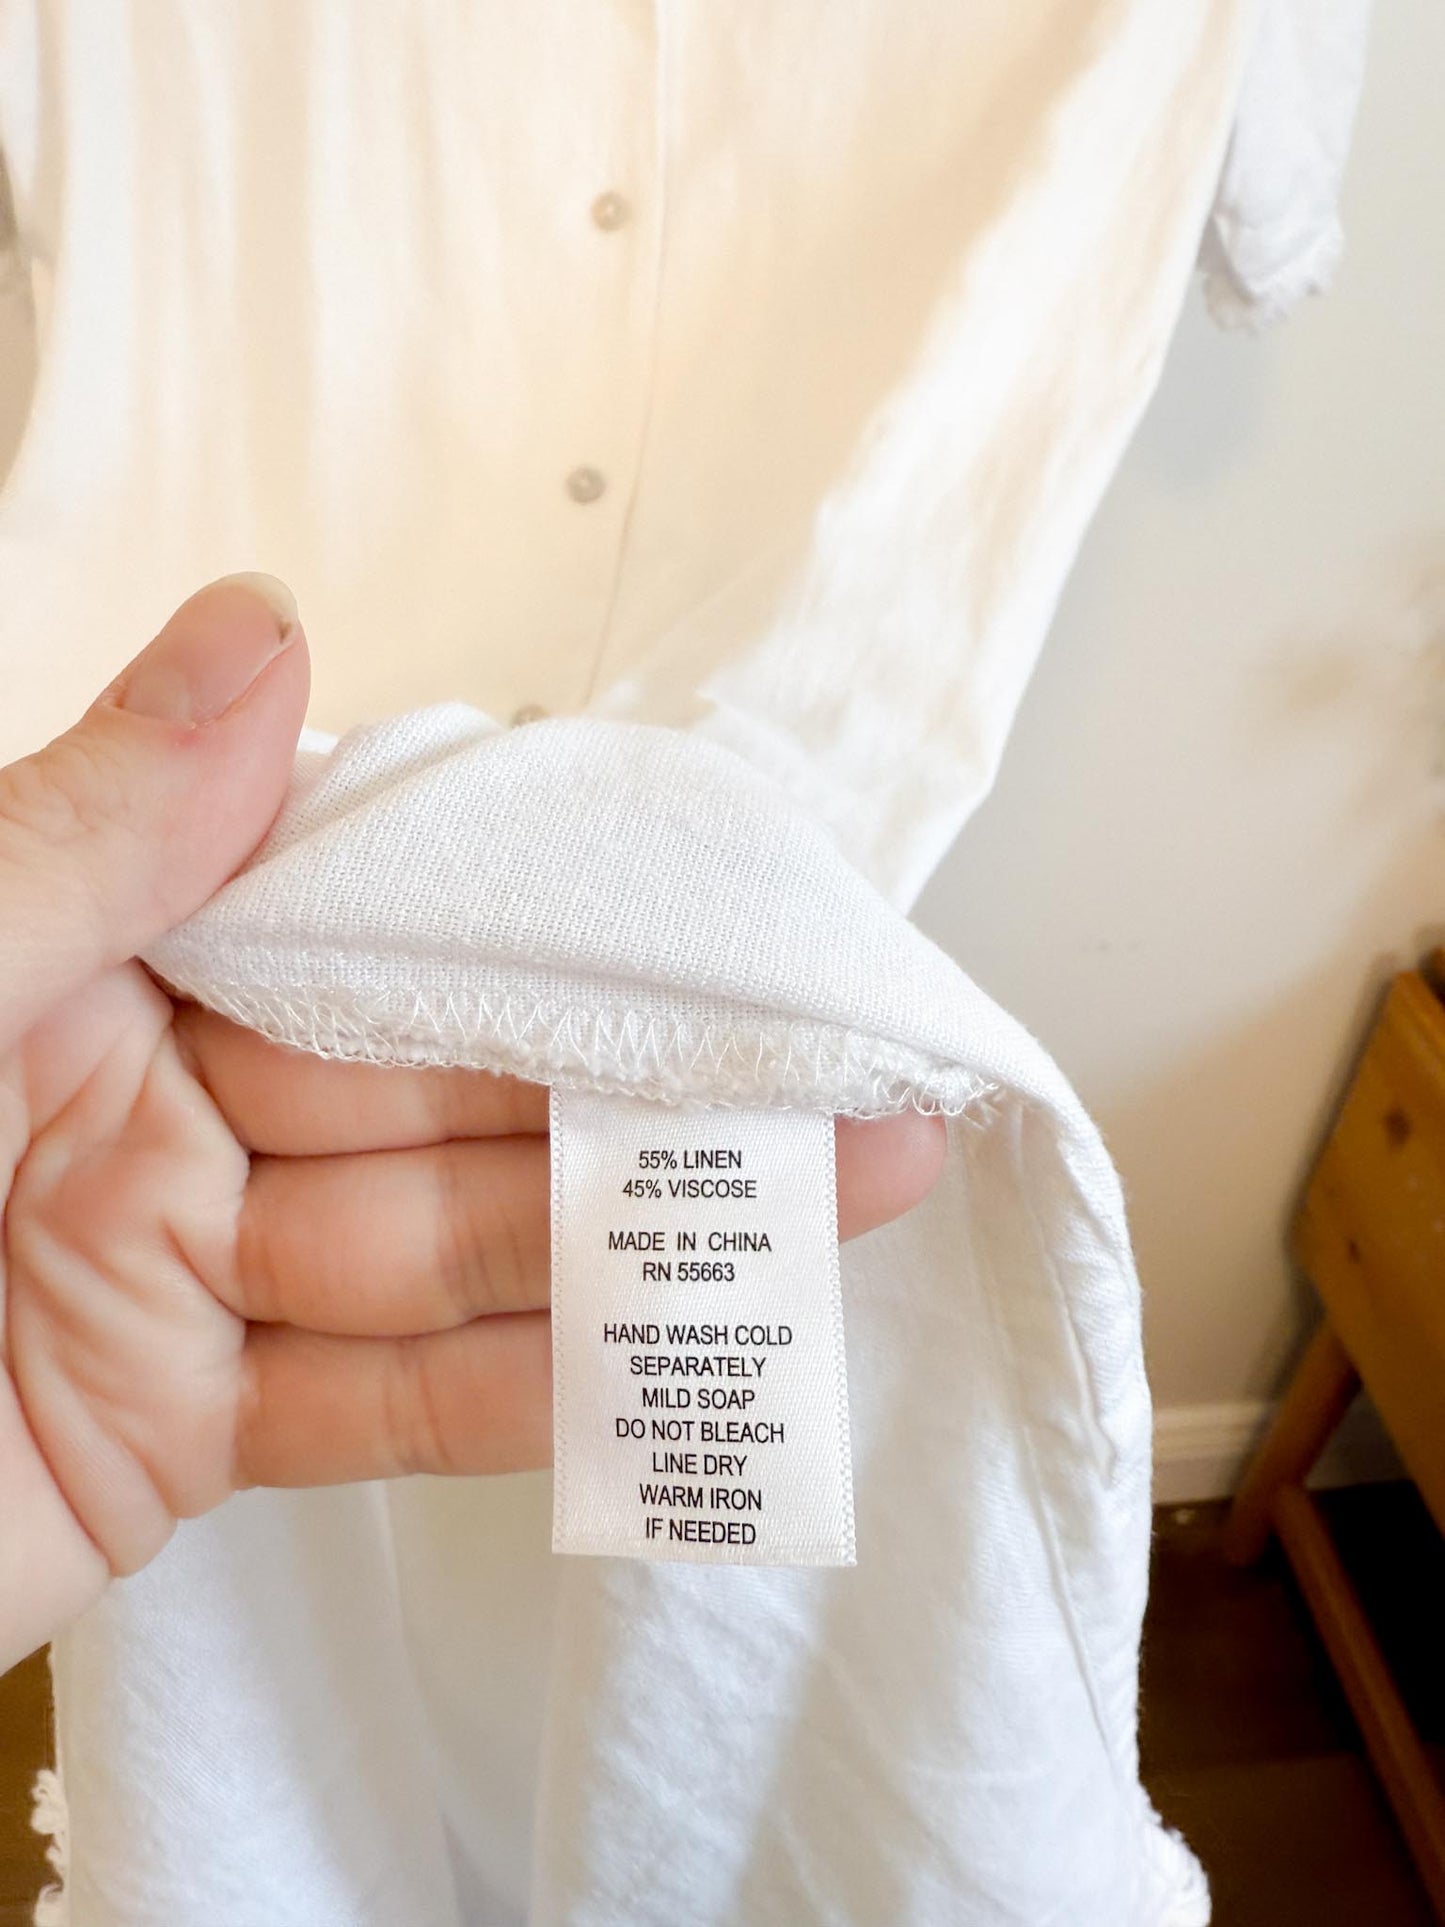 55% LINEN
45% VISCOSE
MADE IN CHINA
RN 55663
HAND WASH COLD
SEPARATELY
MILD SOAP
DO NOT BLEACH
LINE DRY
WARM IRON
IF NEEDED